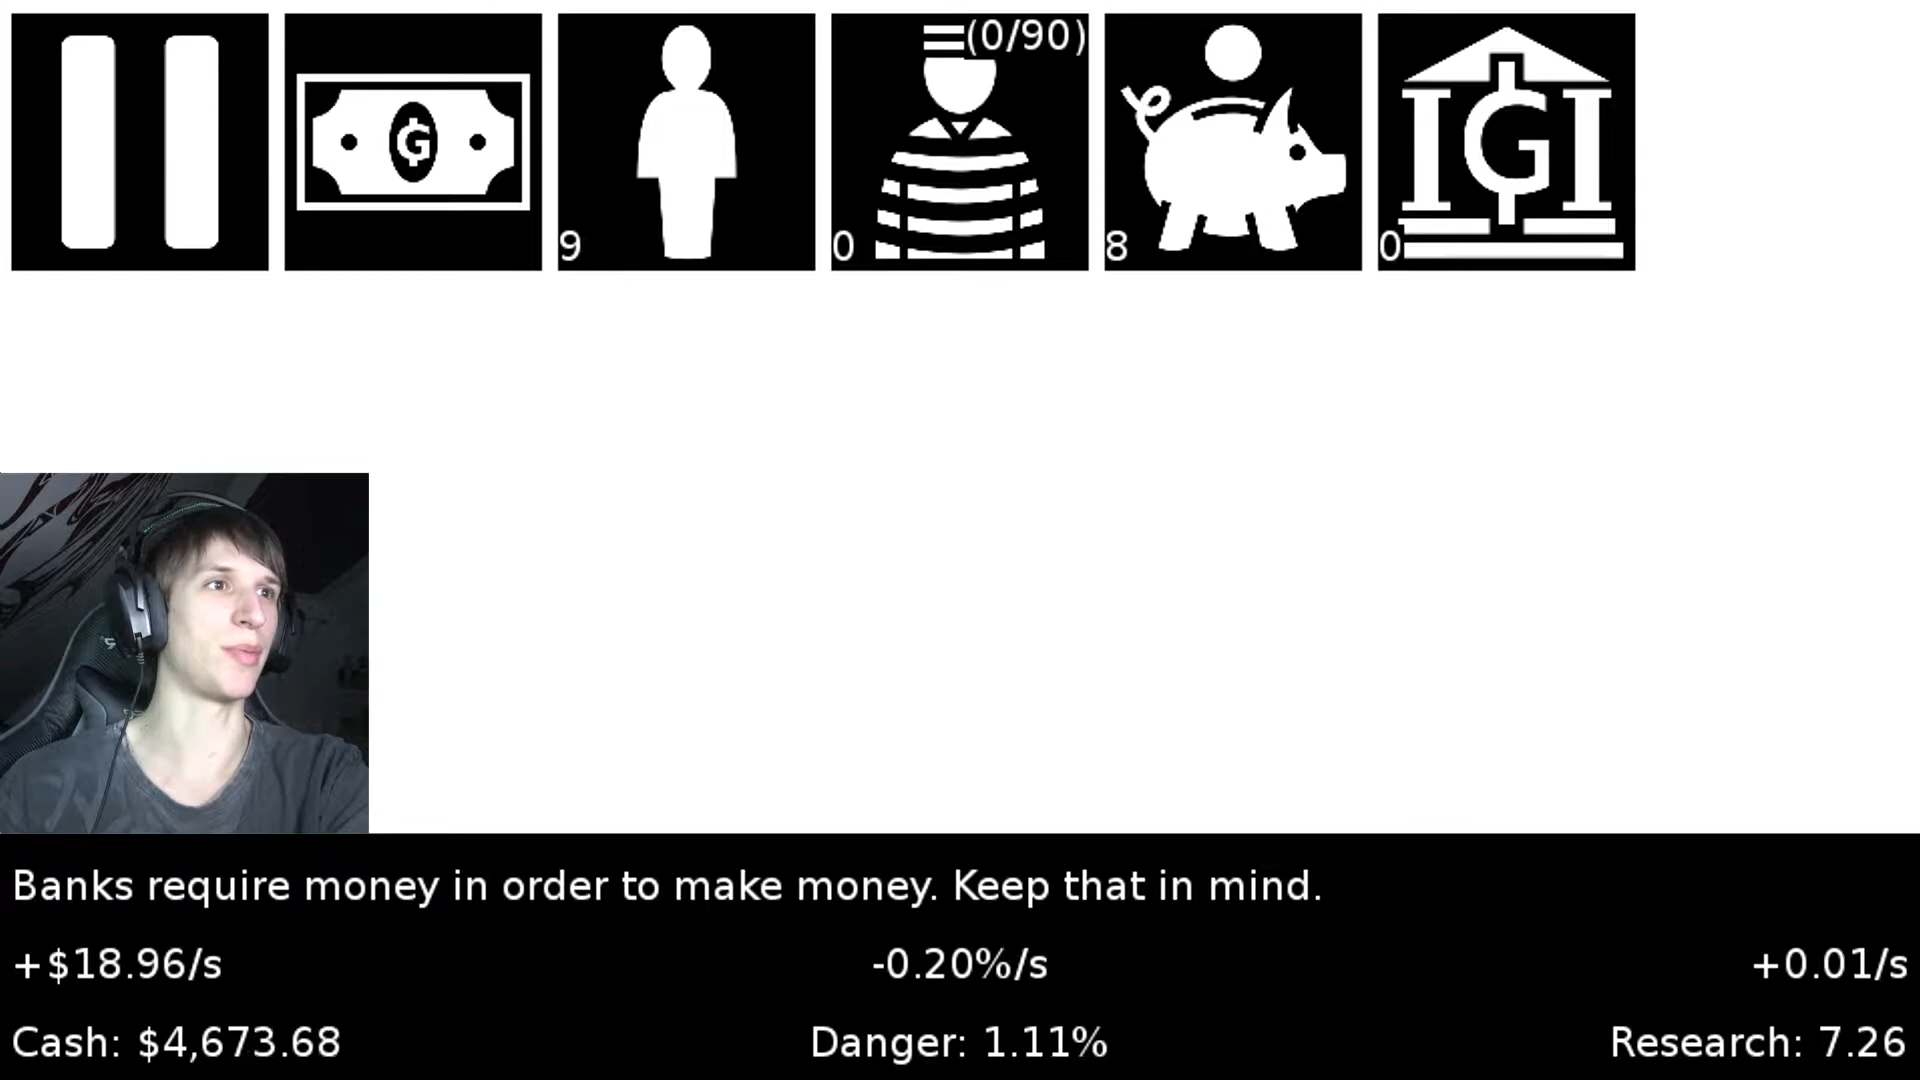 (0/90)
9
0
8
0
Banks require money in order to make money. Keep that in mind.
+$18.96/s
-0.20%/s
+0.01/s
Cash: $4,673.68
Danger: 1.11%
Research: 7.26